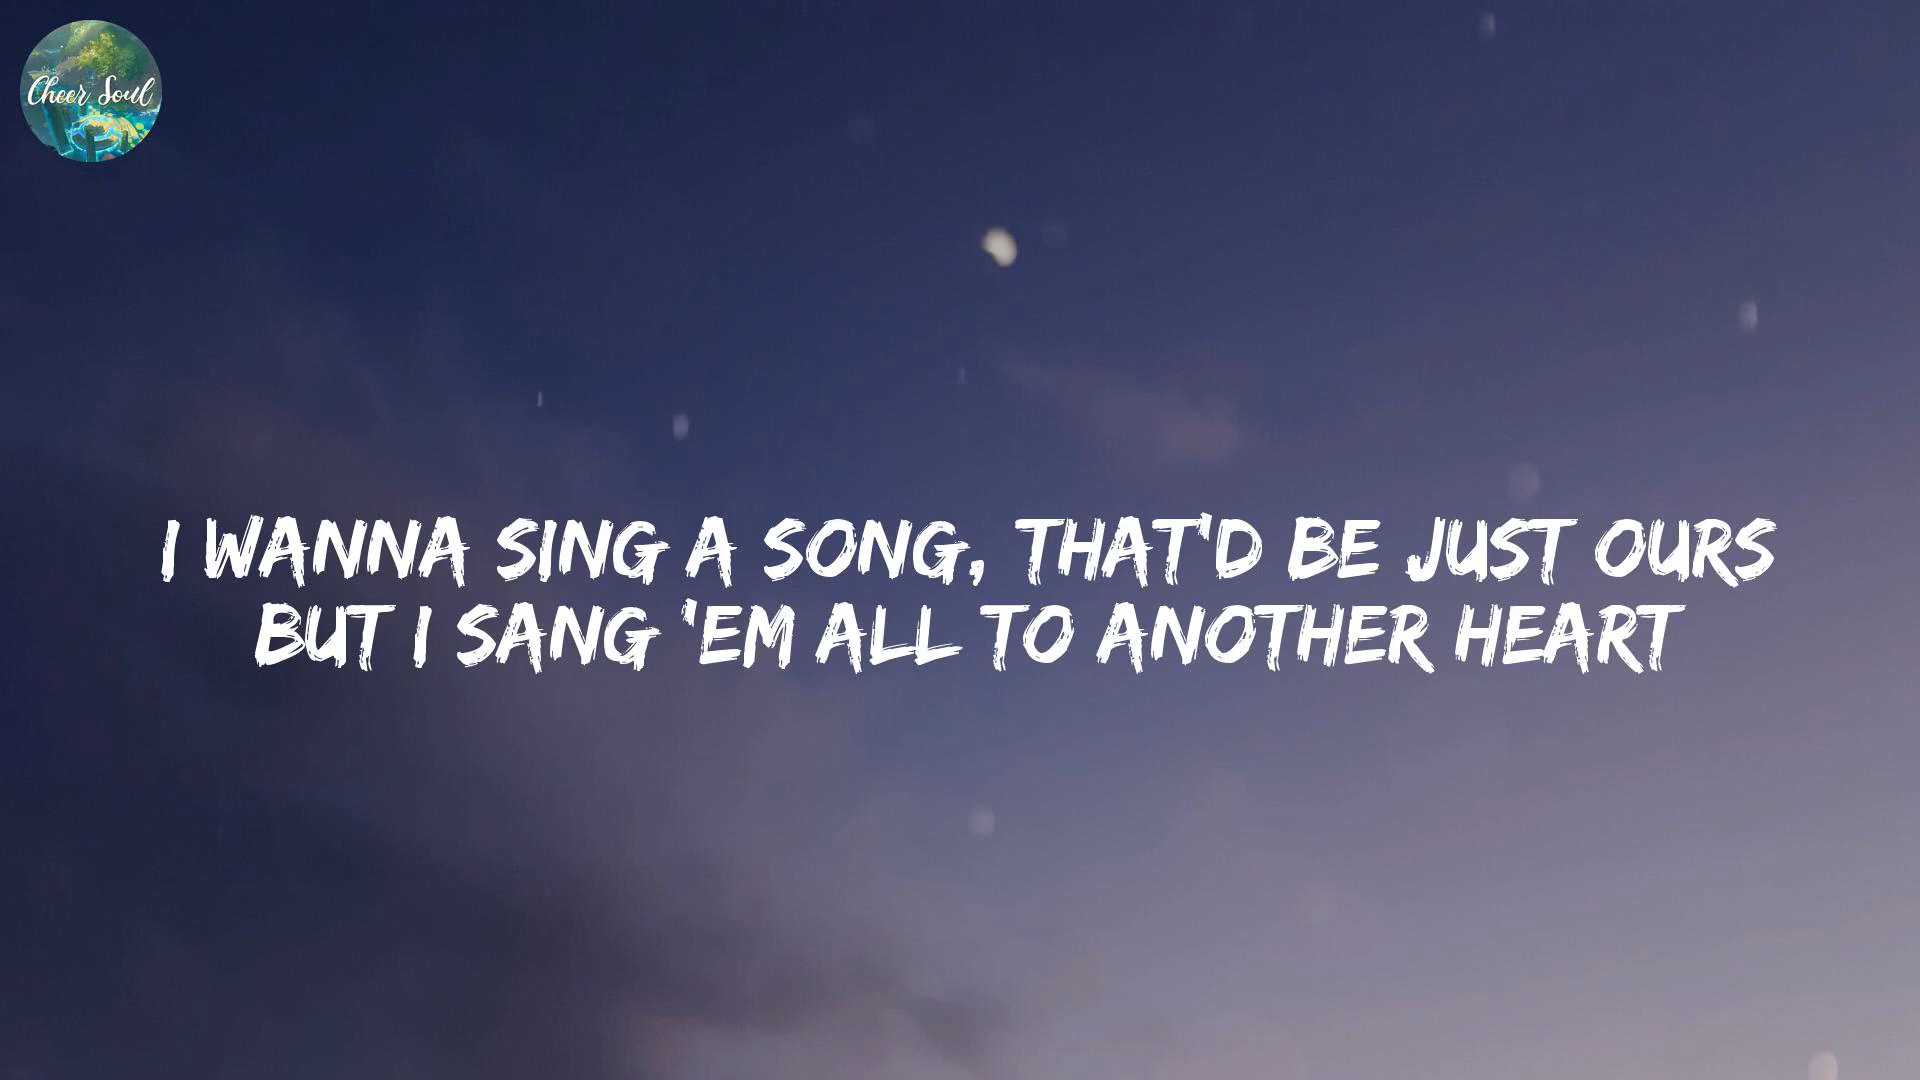 Cheer Soul
I WANNA SING A SONG, THAT'D BE JUST OURS
BUT I SANG 'EM ALL TO ANOTHER HEART